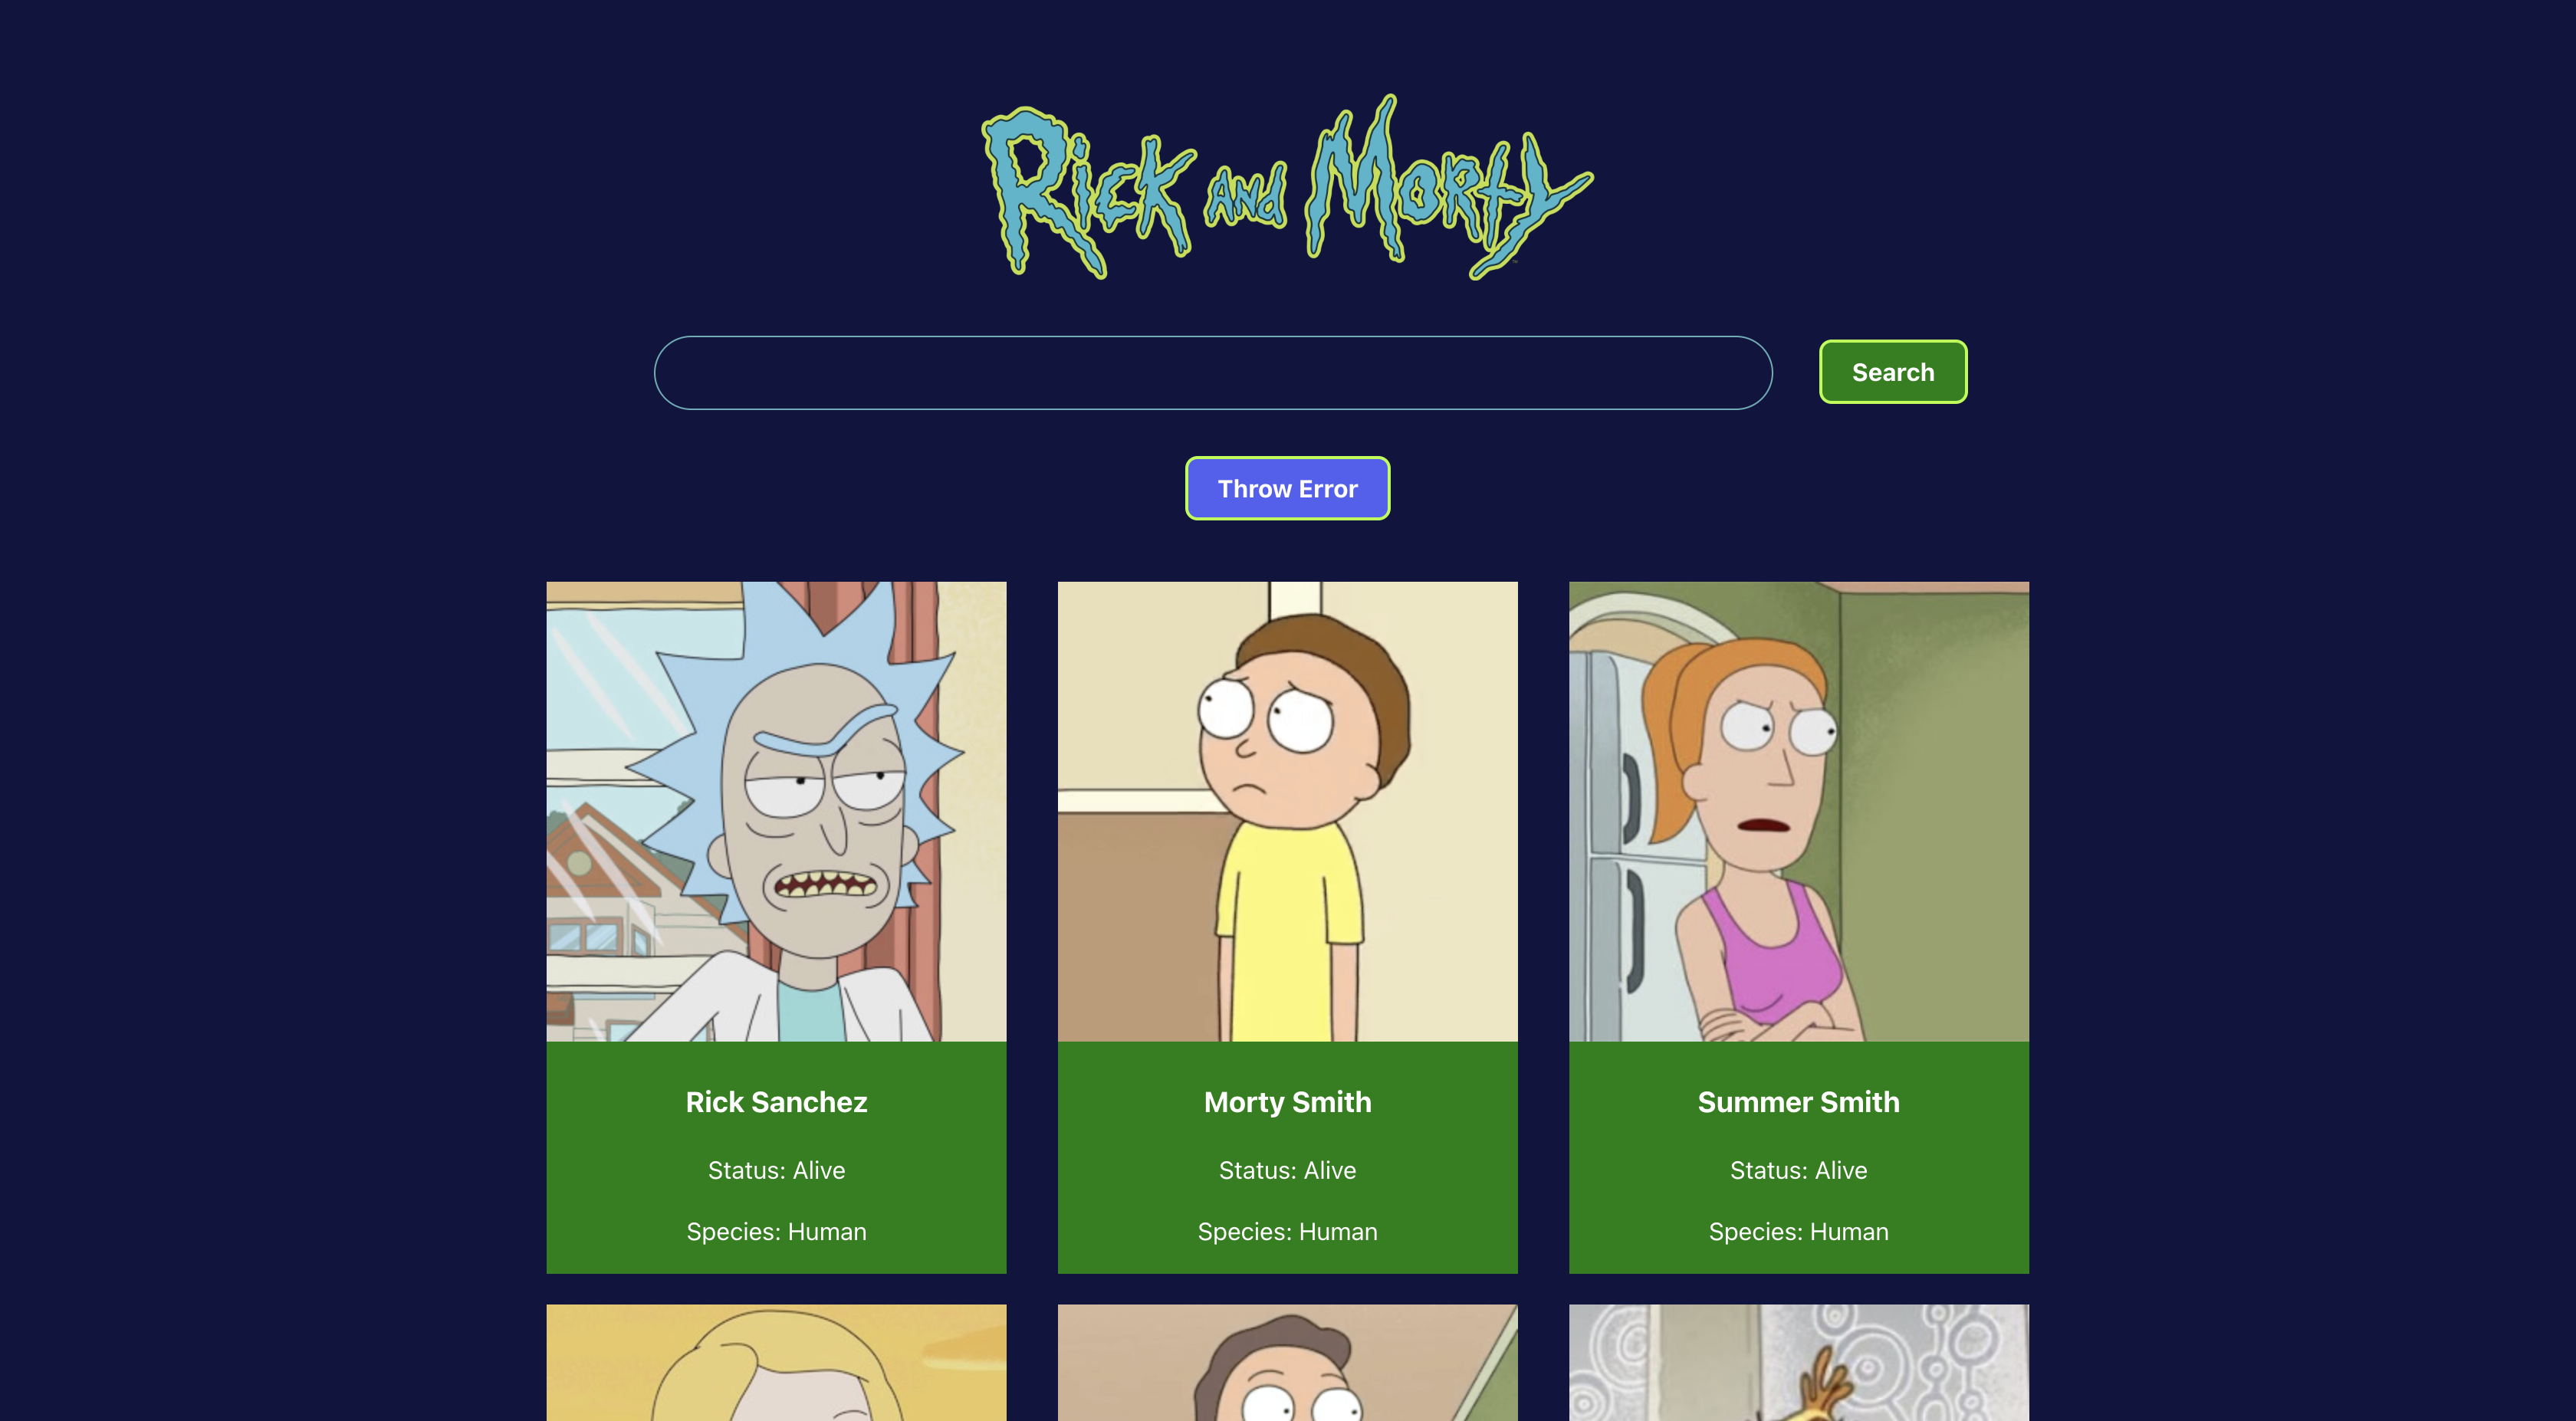 Rick and Morty
Search
Throw Error
Rick Sanchez
Morty Smith
Summer Smith
Status: Alive
Status: Alive
Status: Alive
Species: Human
Species: Human
Species: Human